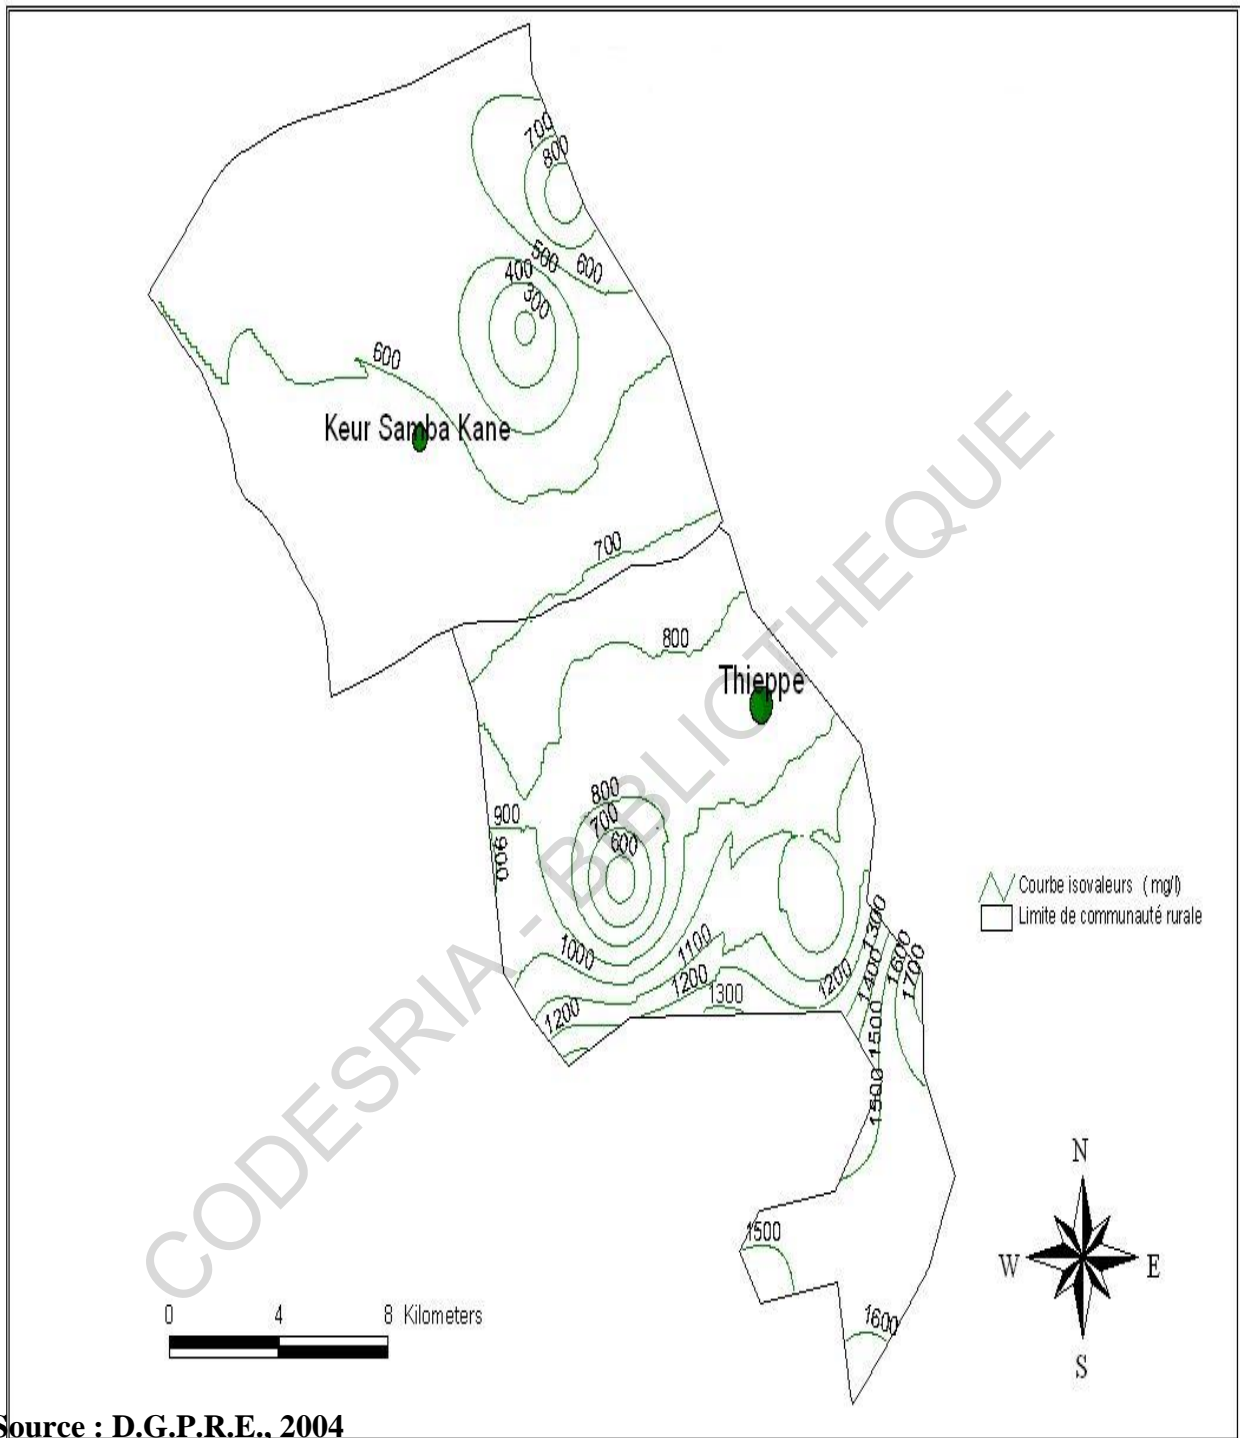 700
800
500
600
400
300
600
Keur Samba Kane
700
800
Thieppe
800
900
700
600
900
Courbe isovaleurs ( mg/l)
Limite de communauté rurale
1300
1000
1100
1600
1200
1400
1700
1200
1300
1200
1500
1500
1500
1600
N
W
E
S
0 4 8 Kilometers
CODESRIA - BIBLIOTHEQUE
Source : D.G.P.R.E., 2004